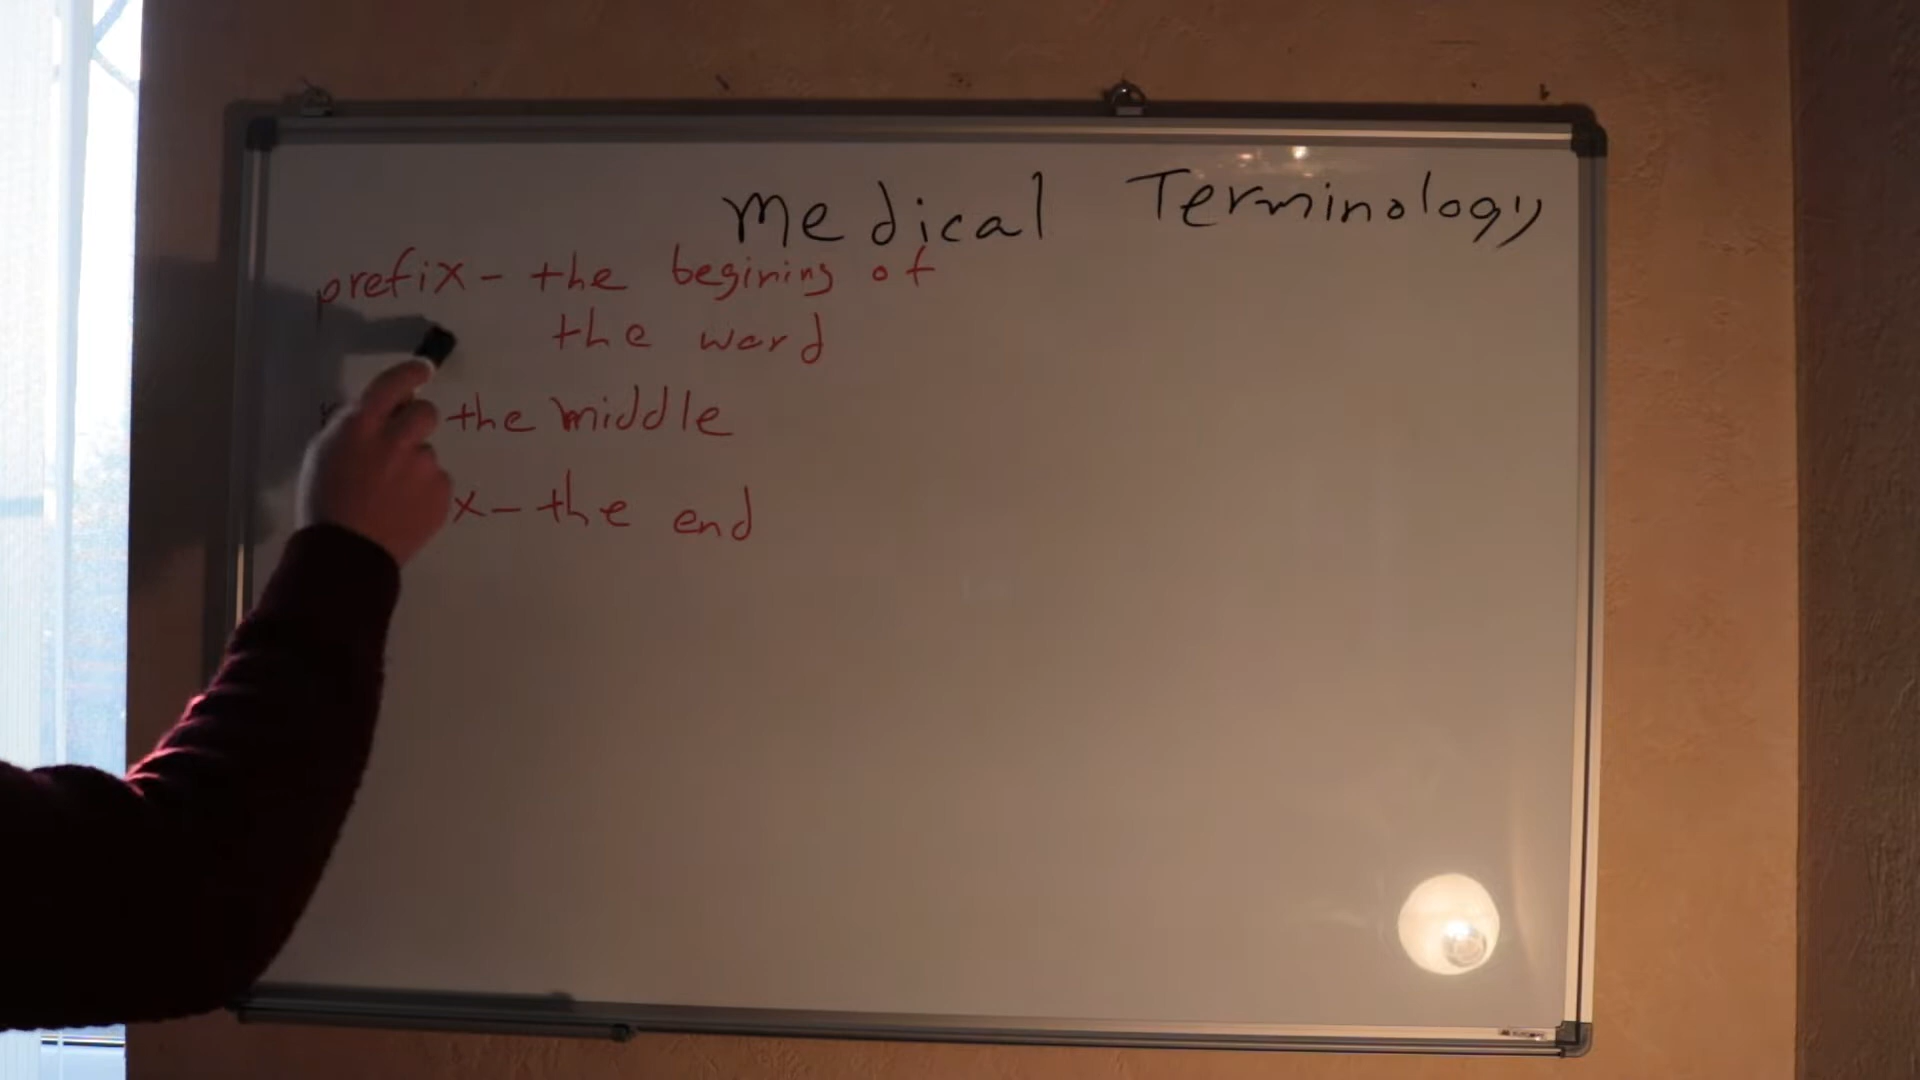 Medical Terminology
prefix - the begining of
the word
the middle
x - the end